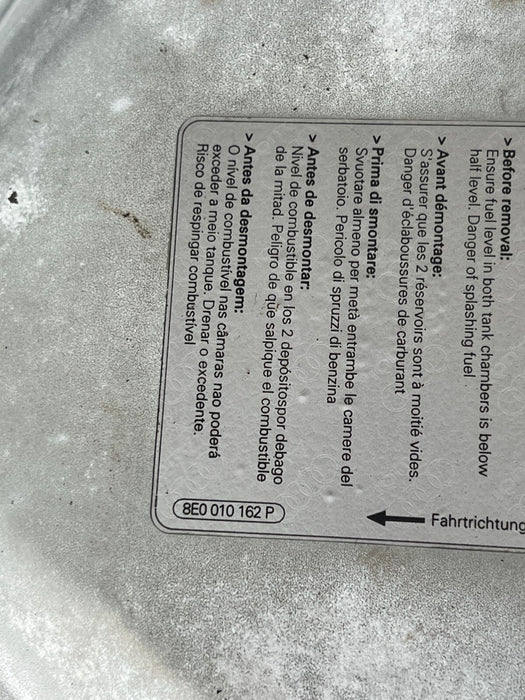 > Before removal:
Ensure fuel level in both tank chambers is below
half level. Danger of splashing fuel
> Avant démontage:
S'assurer que les 2 réservoirs sont à moitié vides.
Danger d'éclaboussures de carburant
> Prima di smontare:
Svuotare almeno per metà entrambe le camere del
serbatoio. Pericolo di spruzzi di benzina
> Antes de desmontar:
Nivel de combustible en los 2 depósitospor debago
de la mitad. Peligro de que salpique el combustible
> Antes da desmontagem:
O nível de combustível nas câmaras nao poderá
exceder a meio tanque. Drenar o excedente.
Risco de respingar combustível
Fahrtrichtung
8E0 010 162 P